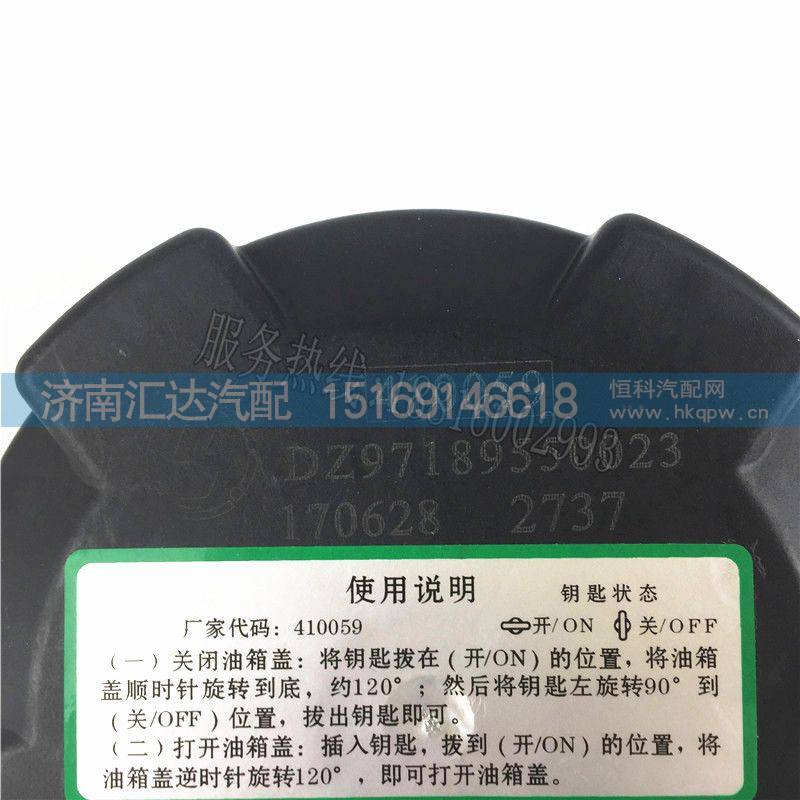 服务热线
济南汇达汽配 15169146618
恒科汽配网
www.hkqpw.cn
DZ97189550023
170628 2737
使用说明 钥匙状态
厂家代码：410059 开/ON 关/OFF
（一）关闭油箱盖：将钥匙拨在（开/ON）的位置，将油箱
盖顺时针旋转到底，约120°；然后将钥匙左旋转90°到
（关/OFF）位置，拔出钥匙即可。
（二）打开油箱盖：插入钥匙，拨到（开/ON）的位置，将
油箱盖逆时针旋转120°，即可打开油箱盖。